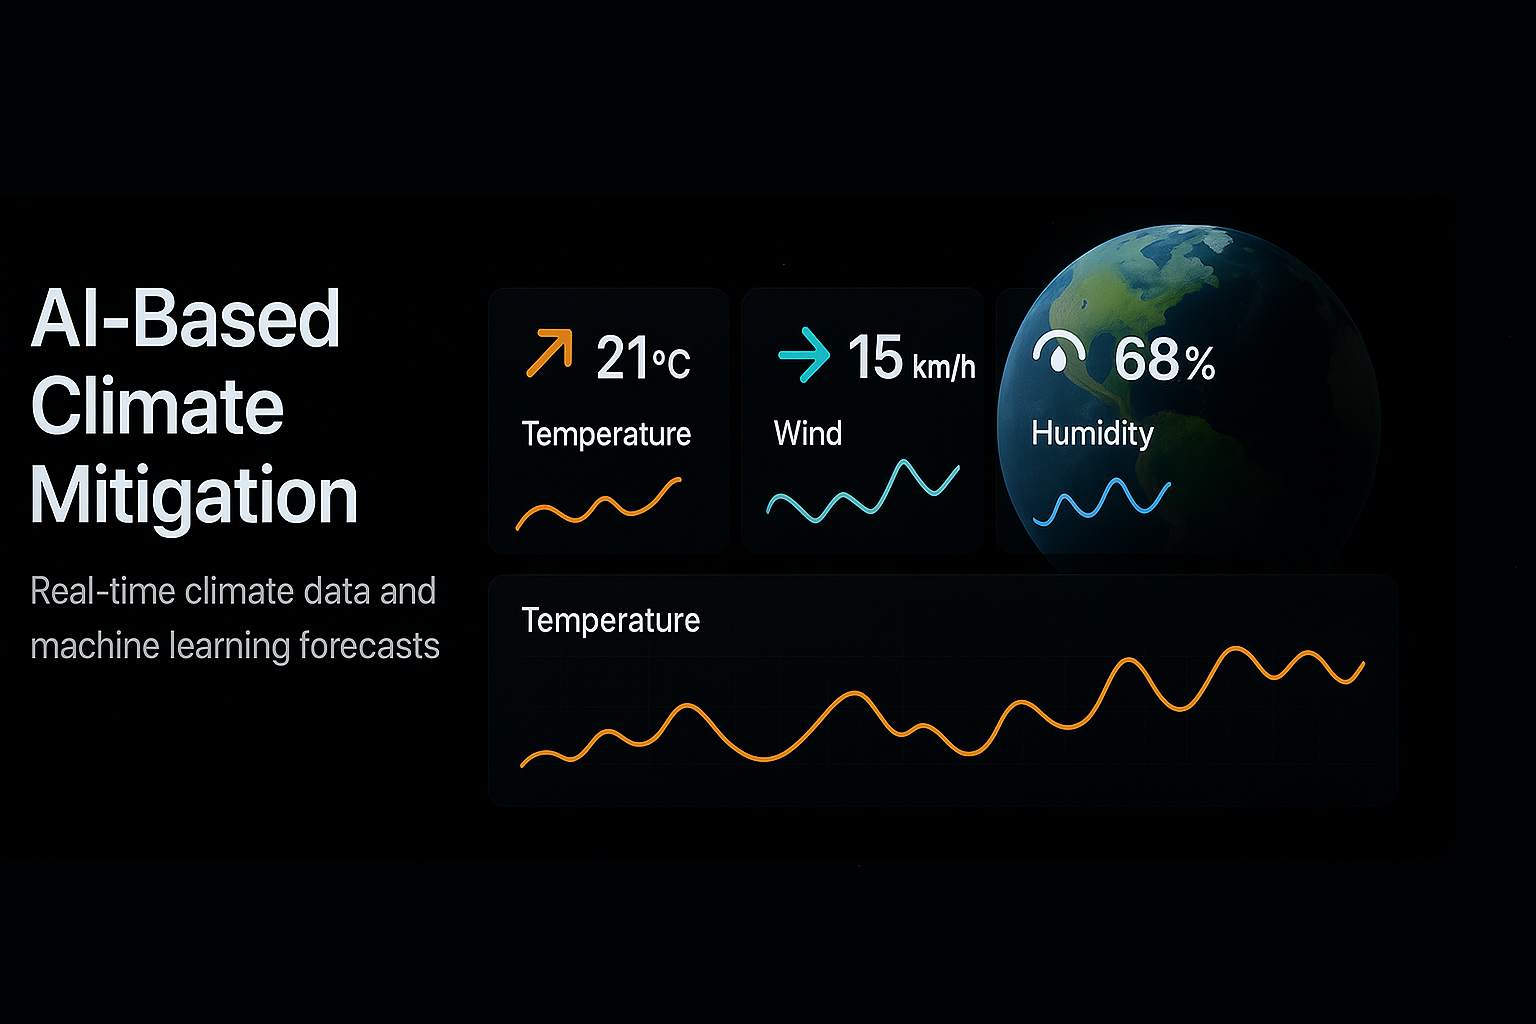 AI-Based
Climate
Mitigation
Real-time climate data and
machine learning forecasts
21°C
Temperature
15 km/h
Wind
68%
Humidity
Temperature